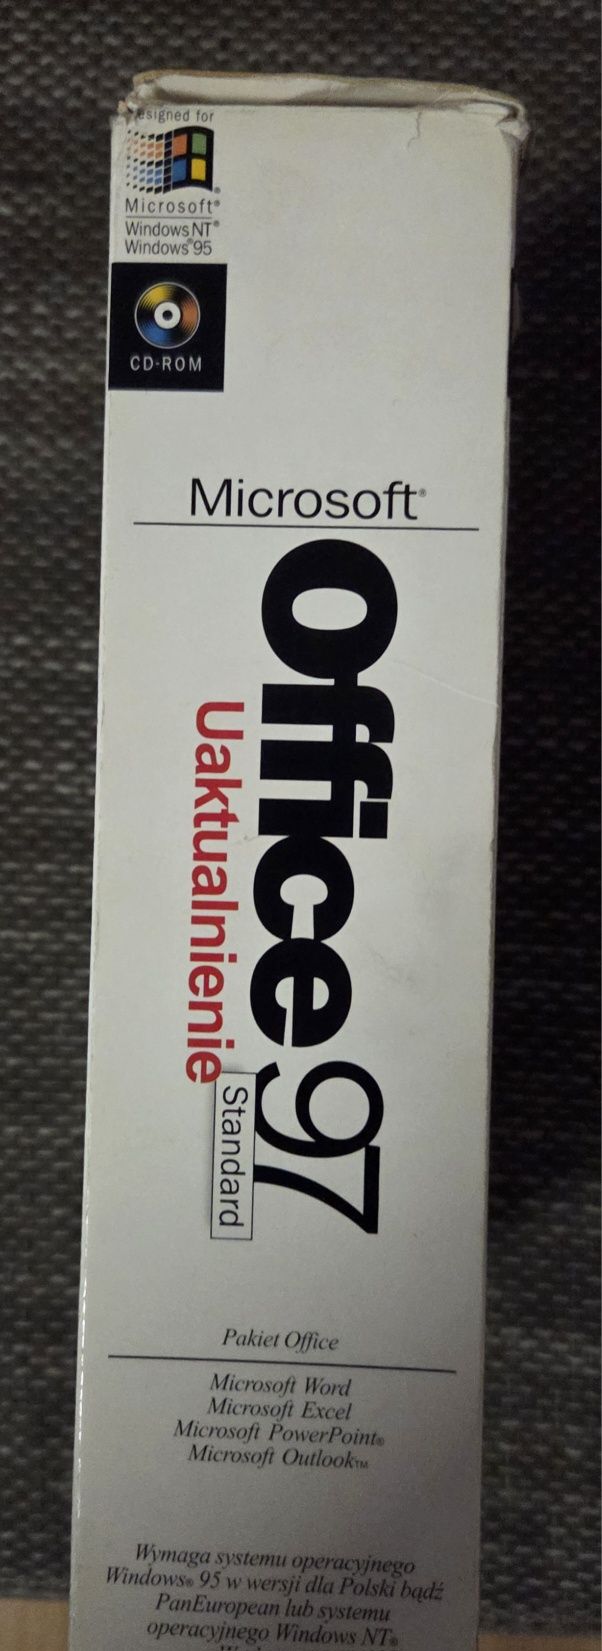 esigned for
Microsoft®
Windows NT®
Windows®95
CD-ROM
Microsoft®
Office 97
Uaktualnienie
Standard
Pakiet Office
Microsoft Word
Microsoft Excel
Microsoft PowerPoint®
Microsoft Outlook™
Wymaga systemu operacyjnego
Windows® 95 w wersji dla Polski bądź
PanEuropean lub systemu
operacyjnego Windows NT®